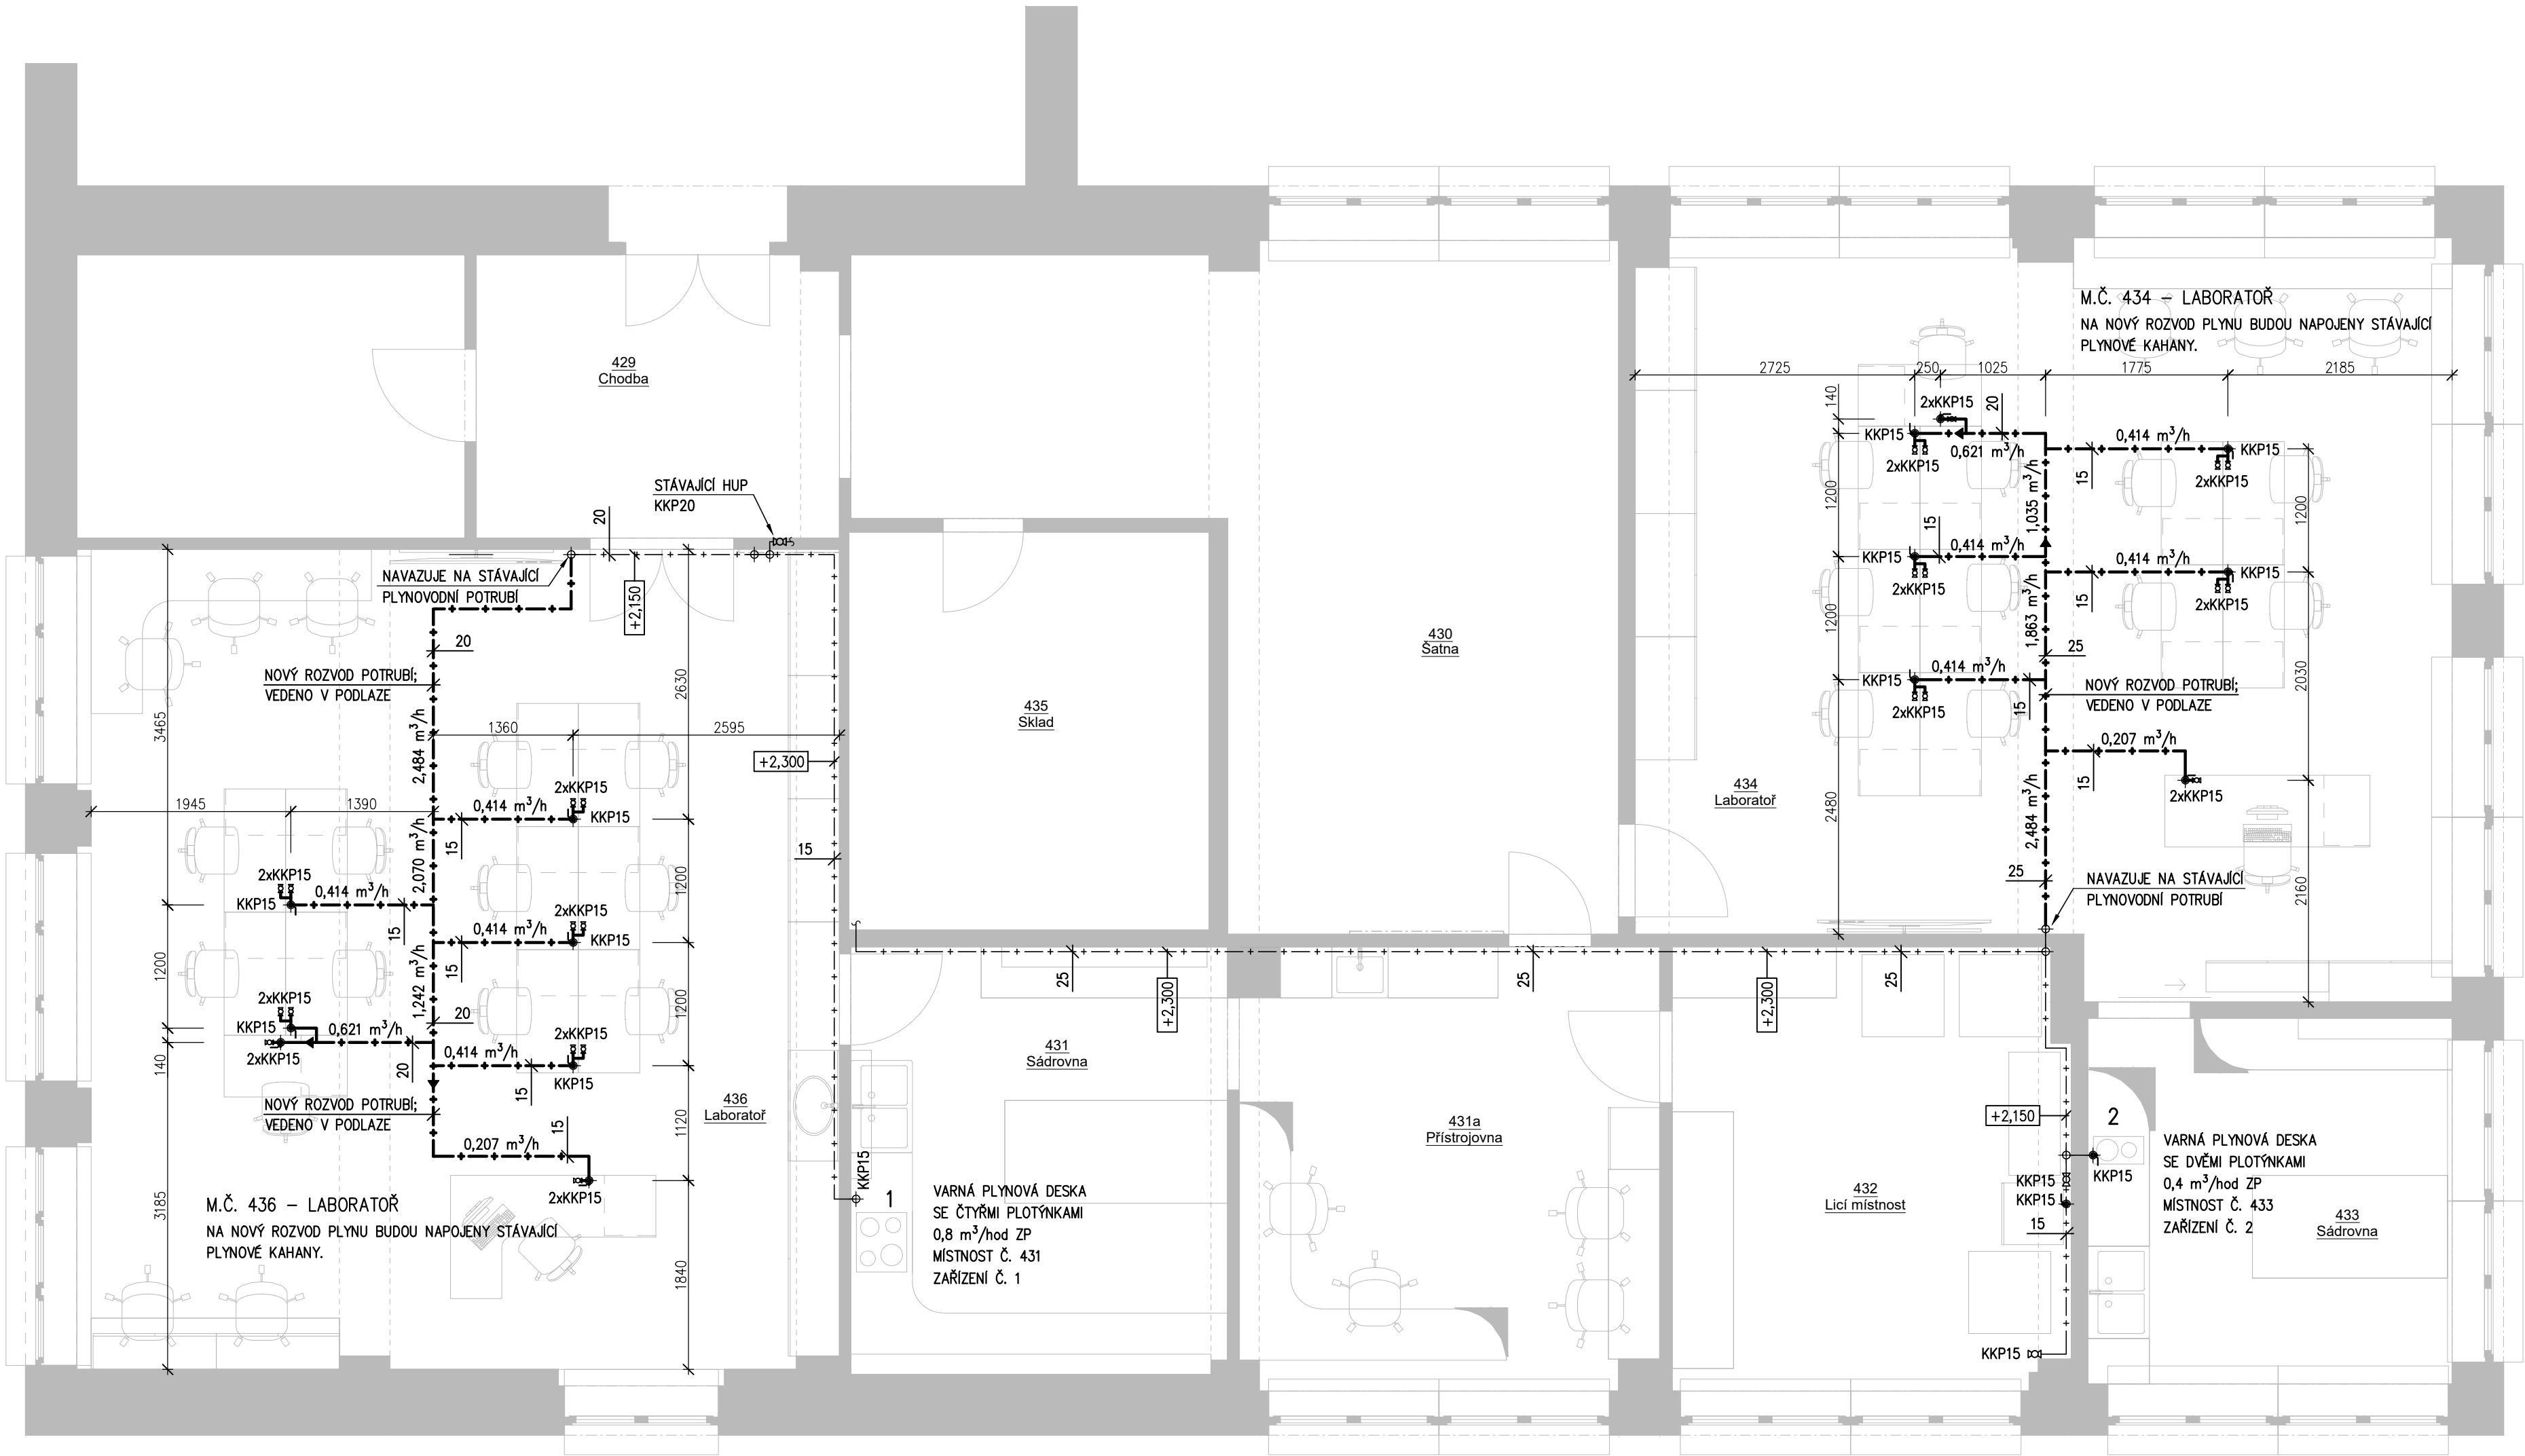 429
Chodba
STÁVAJÍCÍ HUP
KKP20
20
+2,150
NAVAZUJE NA STÁVAJÍCÍ
PLYNOVODNÍ POTRUBÍ
20
NOVÝ ROZVOD POTRUBÍ;
VEDENO V PODLAZE
3465
2630
2,484 m³/h
1360
2595
+2,300
1945
1390
2xKKP15
0,414 m³/h
KKP15
15
2,070 m³/h
15
2xKKP15
0,414 m³/h
KKP15
15
1200
2xKKP15
0,414 m³/h
KKP15
15
1200
1,242 m³/h
20
2xKKP15
KKP15
0,621 m³/h
2xKKP15
20
140
1200
2xKKP15
0,414 m³/h
KKP15
15
NOVÝ ROZVOD POTRUBÍ;
VEDENO V PODLAZE
436
Laboratoř
1120
0,207 m³/h
15
2xKKP15
3185
1840
M.Č. 436 – LABORATOŘ
NA NOVÝ ROZVOD PLYNU BUDOU NAPOJENY STÁVAJÍCÍ
PLYNOVÉ KAHANY.
435
Sklad
430
Šatna
25
+2,300
25
+2,300
25
431
Sádrovna
KKP15
1
VARNÁ PLYNOVÁ DESKA
SE ČTYŘMI PLOTÝNKAMI
0,8 m³/hod ZP
MÍSTNOST Č. 431
ZAŘÍZENÍ Č. 1
431a
Přístrojovna
432
Licí místnost
+2,150
KKP15
KKP15
15
KKP15
2
KKP15
VARNÁ PLYNOVÁ DESKA
SE DVĚMI PLOTÝNKAMI
0,4 m³/hod ZP
MÍSTNOST Č. 433
ZAŘÍZENÍ Č. 2
433
Sádrovna
M.Č. 434 – LABORATOŘ
NA NOVÝ ROZVOD PLYNU BUDOU NAPOJENY STÁVAJÍCÍ
PLYNOVÉ KAHANY.
2725
250
1025
1775
2185
140
2xKKP15
20
KKP15
0,621 m³/h
2xKKP15
0,414 m³/h
KKP15
15
2xKKP15
1200
1,035 m³/h
1200
15
KKP15
0,414 m³/h
2xKKP15
0,414 m³/h
KKP15
15
2xKKP15
1200
1,863 m³/h
25
0,414 m³/h
KKP15
15
2xKKP15
2030
NOVÝ ROZVOD POTRUBÍ;
VEDENO V PODLAZE
0,207 m³/h
15
2xKKP15
434
Laboratoř
2480
2,484 m³/h
25
NAVAZUJE NA STÁVAJÍCÍ
PLYNOVODNÍ POTRUBÍ
2160